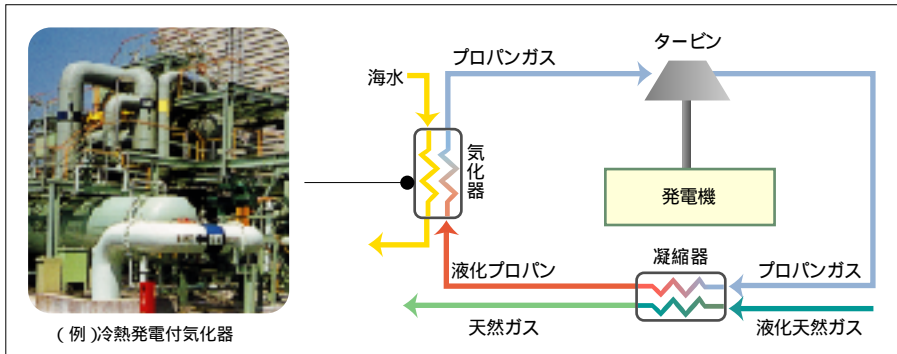 プロパンガス
タービン
海水
気化器
発電機
液化プロパン
凝縮器
プロパンガス
天然ガス
液化天然ガス
(例)冷熱発電付気化器